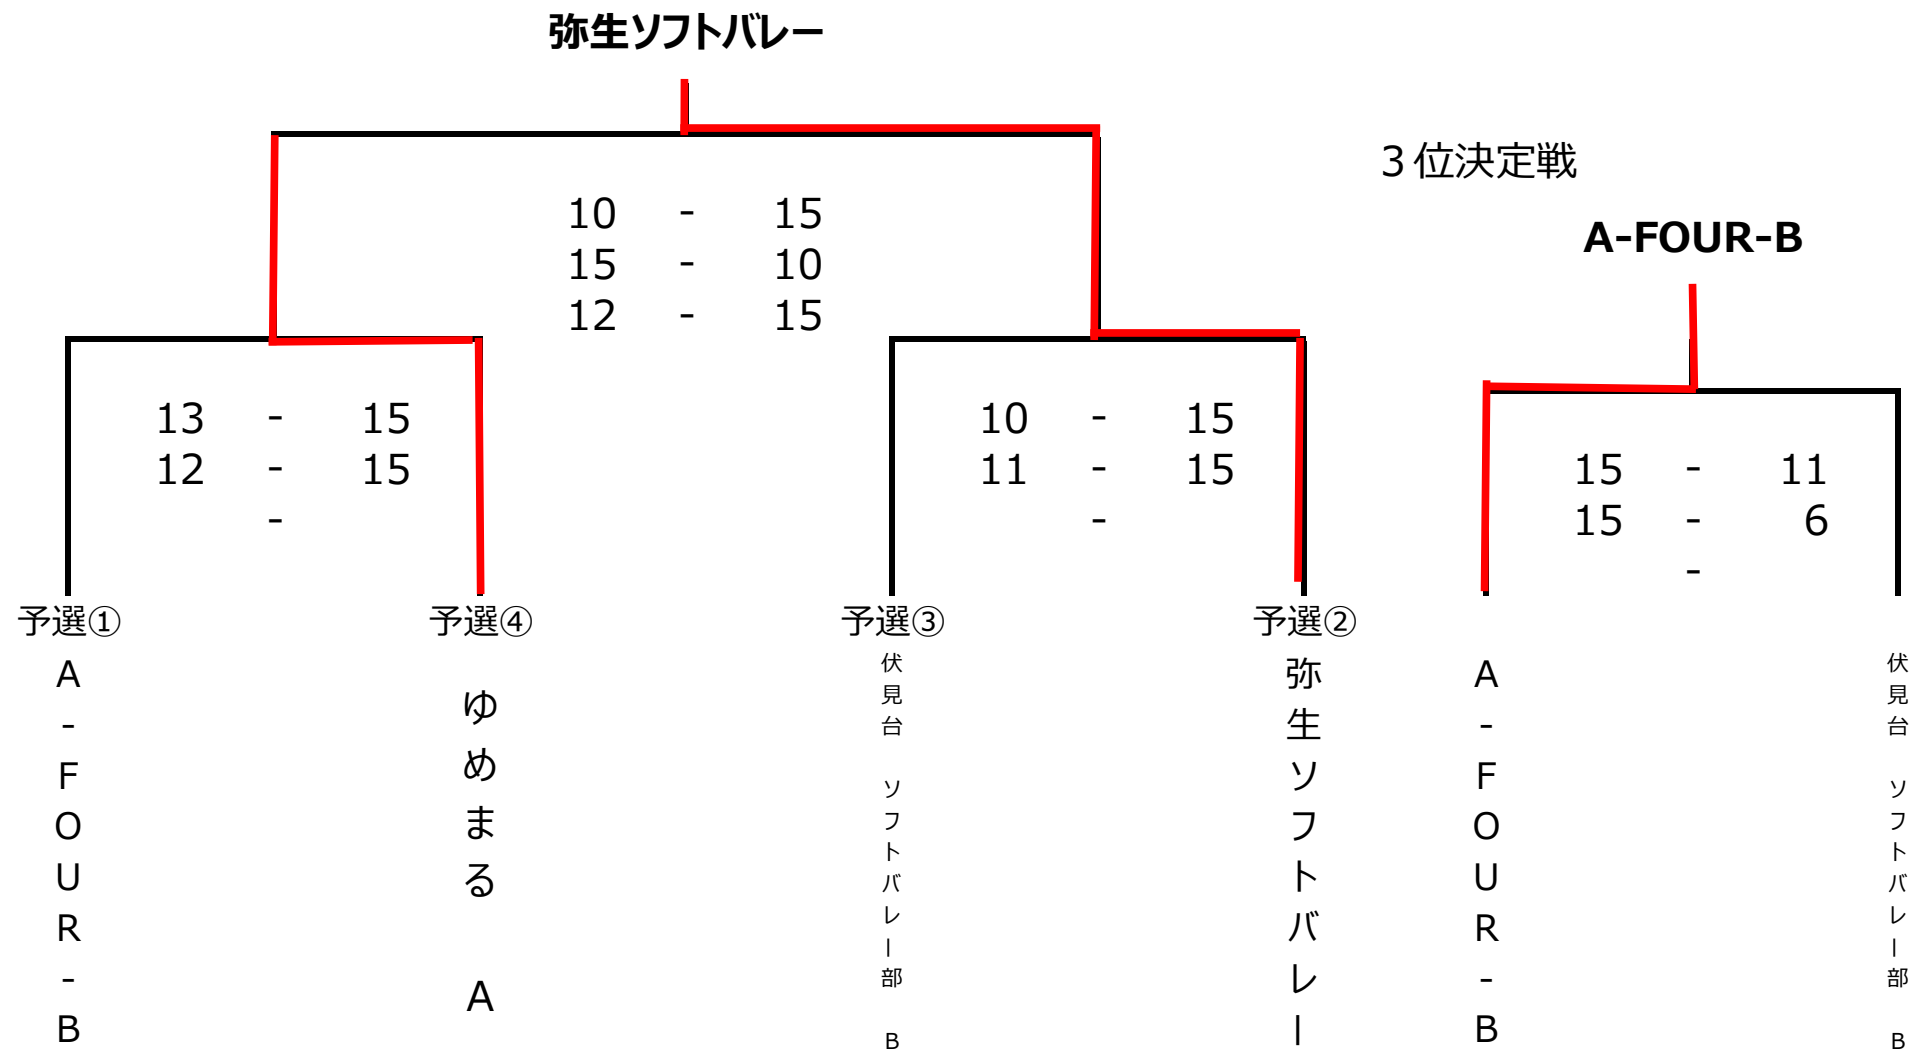 弥生ソフトバレー
３位決定戦
A-FOUR-B
10 - 15
15 - 10
12 - 15
13 - 15
12 - 15
-
10 - 15
11 - 15
-
15 - 11
15 - 6
-
予選①
予選④
予選③
予選②
A-FOUR-B
ゆめまる　A
伏見台　ソフトバレー部　B
弥生ソフトバレー
A-FOUR-B
伏見台　ソフトバレー部　B